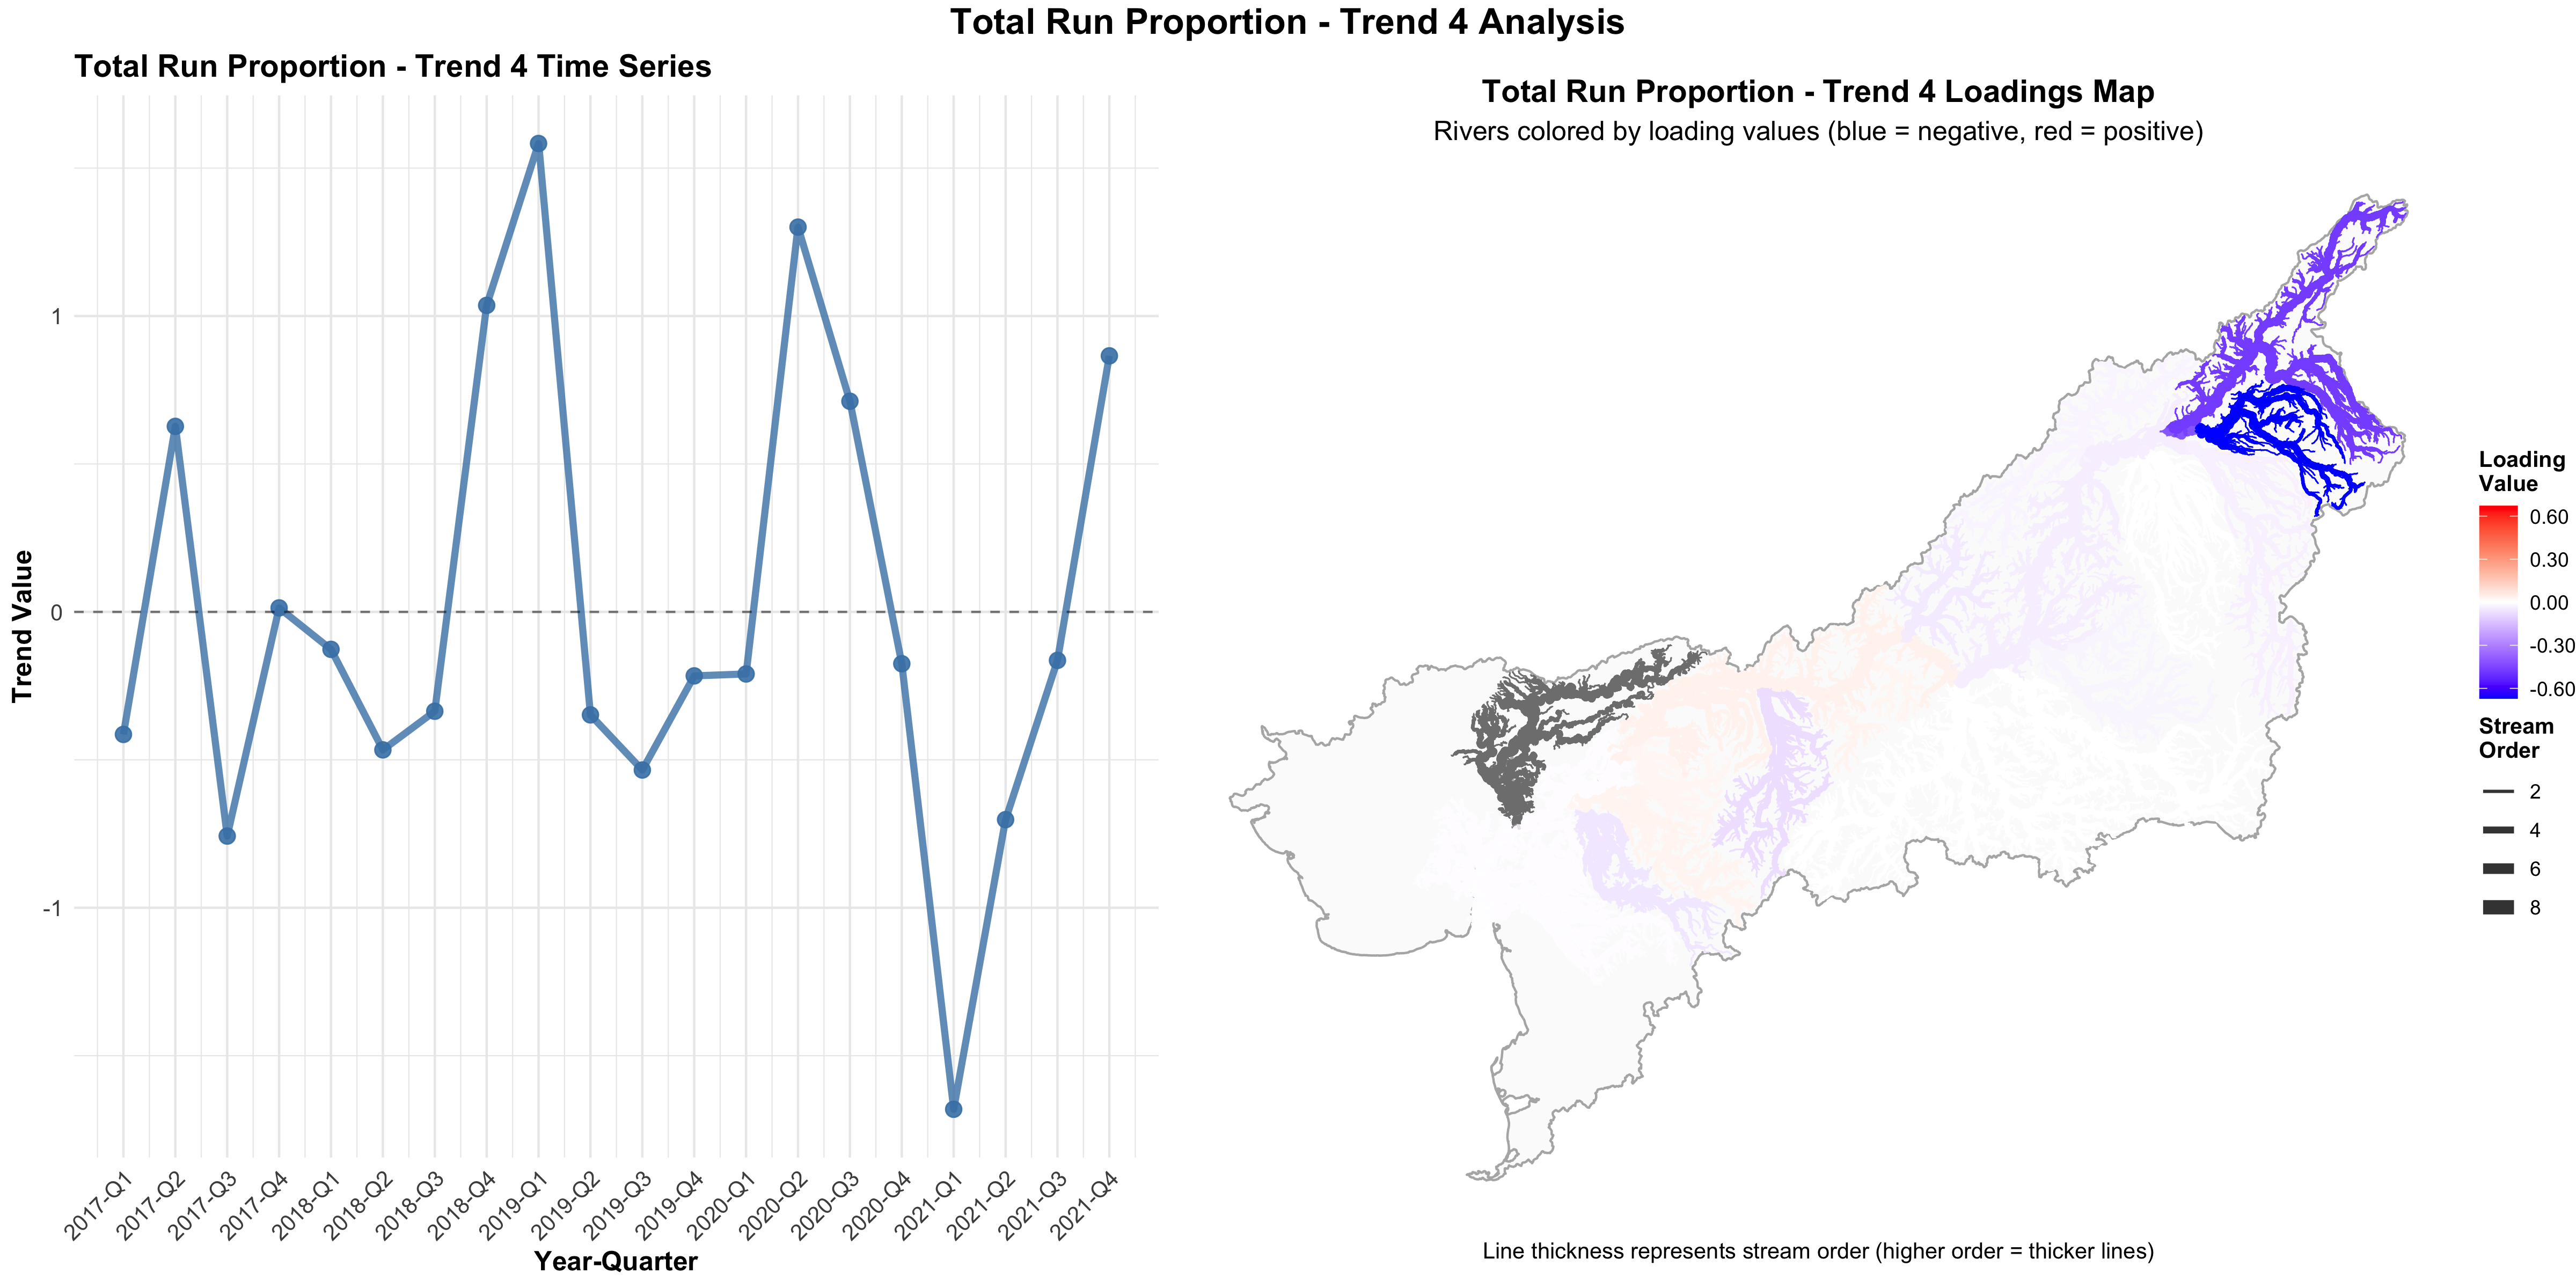 Total Run Proportion - Trend 4 Analysis
Total Run Proportion - Trend 4 Time Series
Trend Value
1
0
-1
2017-Q1
2017-Q2
2017-Q3
2017-Q4
2018-Q1
2018-Q2
2018-Q3
2018-Q4
2019-Q1
2019-Q2
2019-Q3
2019-Q4
2020-Q1
2020-Q2
2020-Q3
2020-Q4
2021-Q1
2021-Q2
2021-Q3
2021-Q4
Year-Quarter
Total Run Proportion - Trend 4 Loadings Map
Rivers colored by loading values (blue = negative, red = positive)
Loading
Value
0.60
0.30
0.00
-0.30
-0.60
Stream
Order
2
4
6
8
Line thickness represents stream order (higher order = thicker lines)